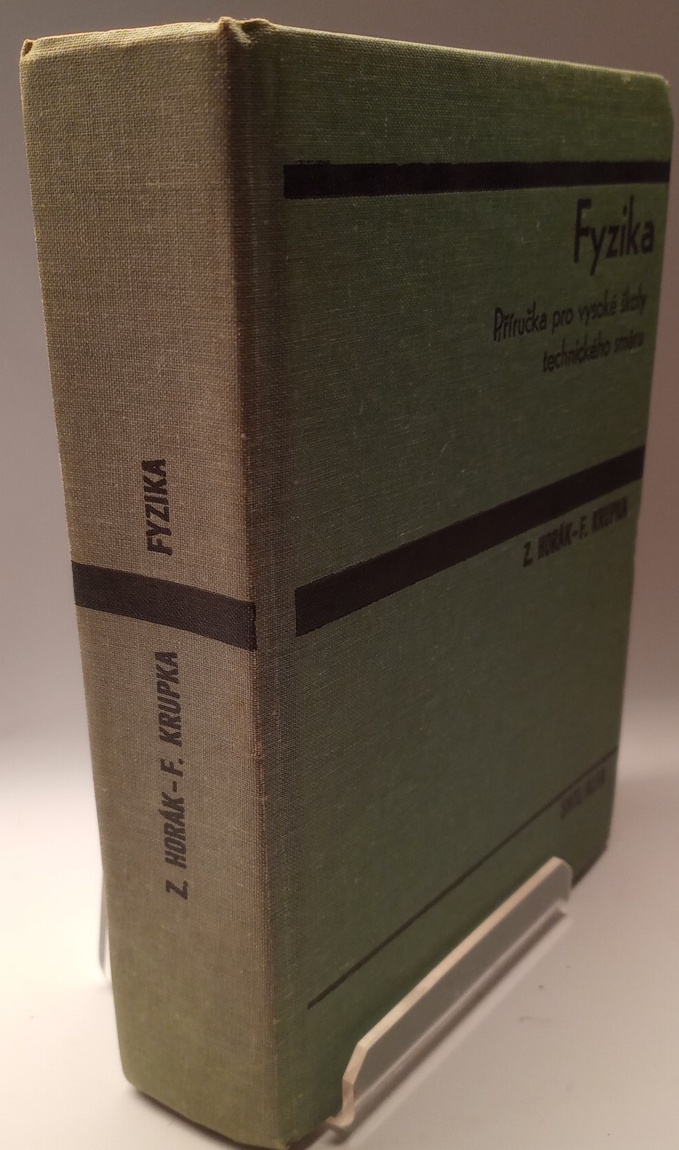 FYZIKA
Z. HORÁK – F. KRUPKA
Fyzika
Příručka pro vysoké školy
technického směru
Z. HORÁK – F. KRUPKA